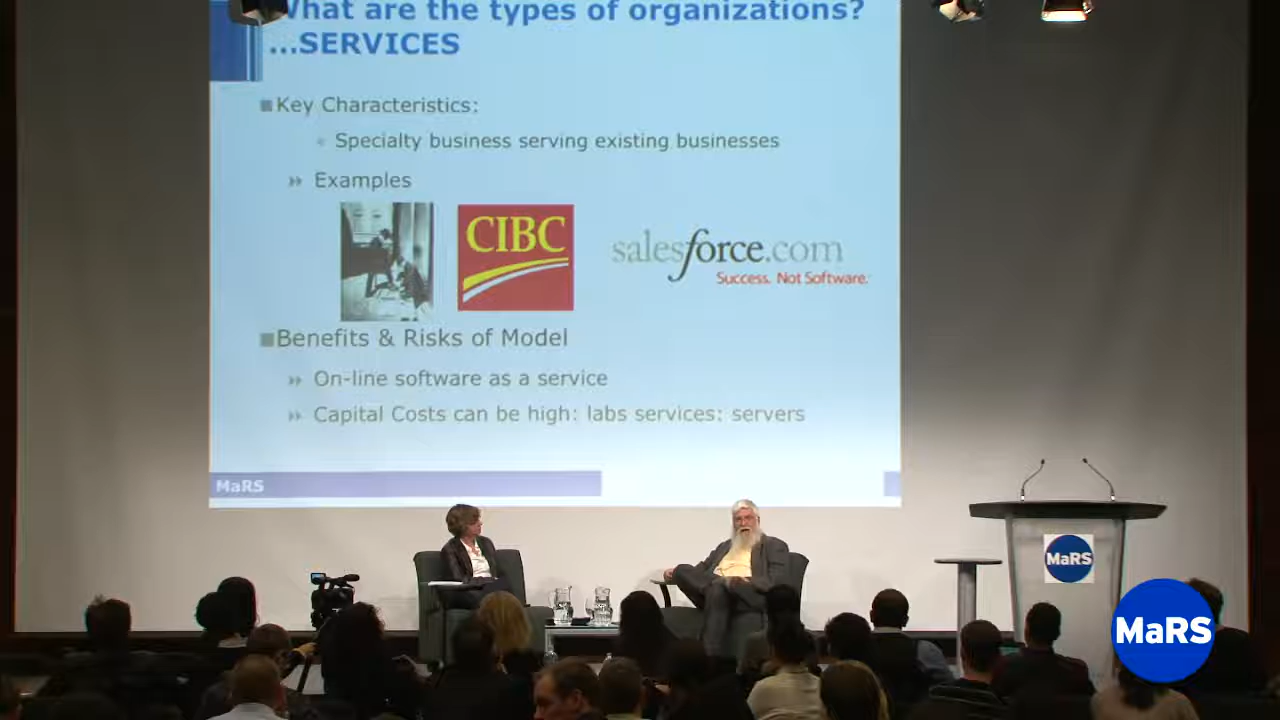 What are the types of organizations?
...SERVICES
Key Characteristics:
Specialty business serving existing businesses
Examples
CIBC
salesforce.com
Success. Not Software.
Benefits & Risks of Model
On-line software as a service
Capital Costs can be high: labs services: servers
MaRS
MaRS
MaRS